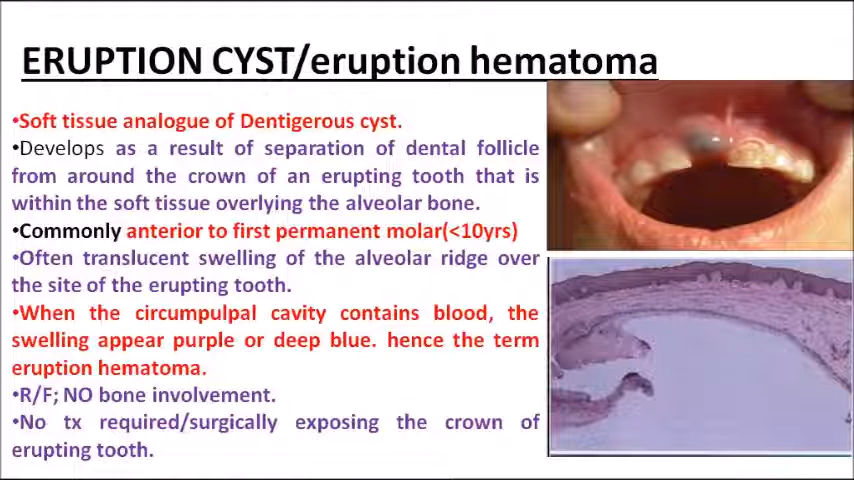 ERUPTION CYST/eruption hematoma
•Soft tissue analogue of Dentigerous cyst.
•Develops as a result of separation of dental follicle
from around the crown of an erupting tooth that is
within the soft tissue overlying the alveolar bone.
•Commonly anterior to first permanent molar(<10yrs)
•Often translucent swelling of the alveolar ridge over
the site of the erupting tooth.
•When the circumpulpal cavity contains blood, the
swelling appear purple or deep blue. hence the term
eruption hematoma.
•R/F; NO bone involvement.
•No tx required/surgically exposing the crown of
erupting tooth.